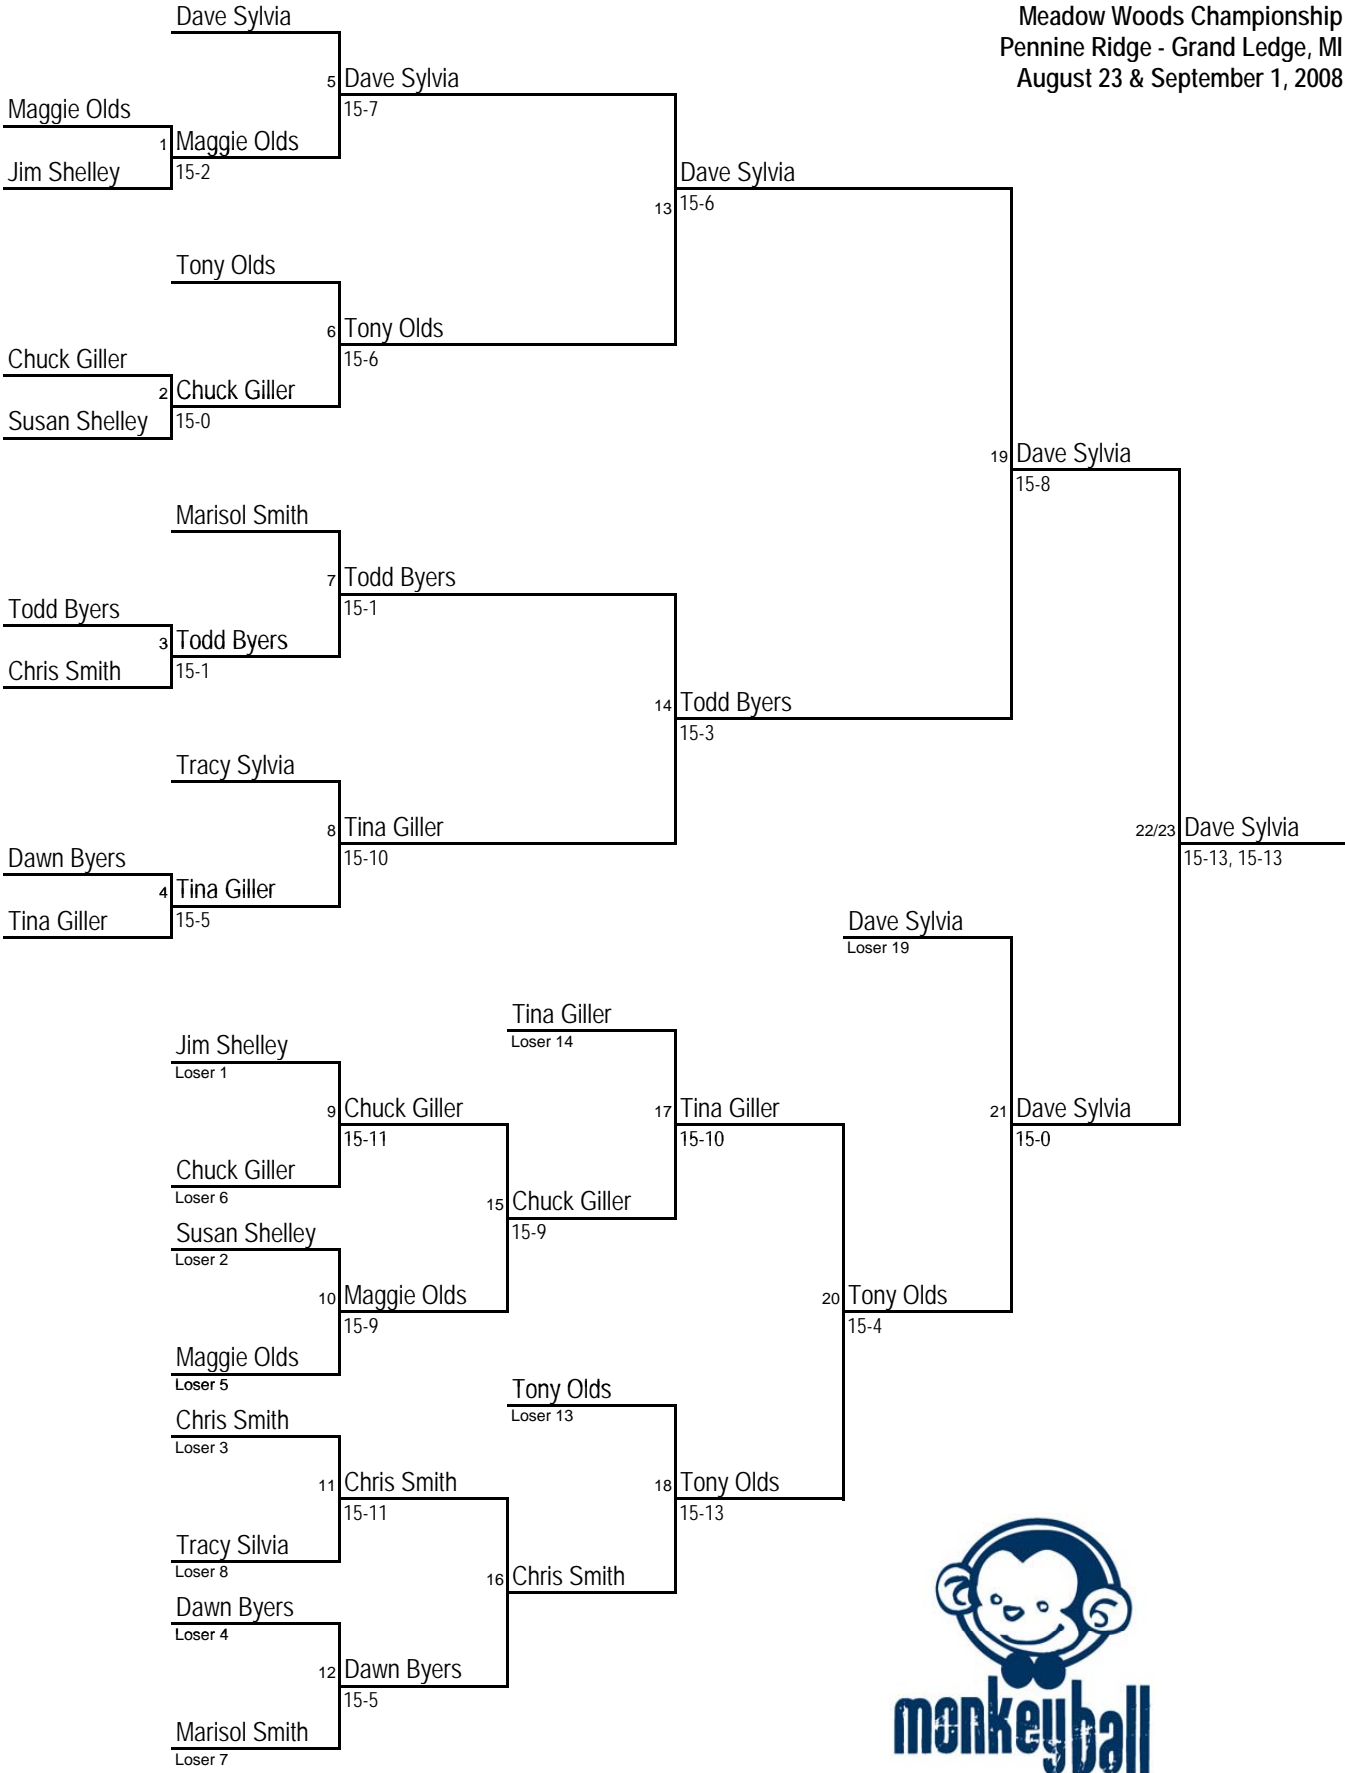 Meadow Woods Championship
Pennine Ridge - Grand Ledge, MI
August 23 & September 1, 2008
Dave Sylvia
5 Dave Sylvia
15-7
Maggie Olds
1 Maggie Olds
15-2
Jim Shelley
Dave Sylvia
13 15-6
Tony Olds
6 Tony Olds
15-6
Chuck Giller
2 Chuck Giller
15-0
Susan Shelley
19 Dave Sylvia
15-8
Marisol Smith
7 Todd Byers
15-1
Todd Byers
3 Todd Byers
15-1
Chris Smith
14 Todd Byers
15-3
Tracy Sylvia
8 Tina Giller
15-10
22/23 Dave Sylvia
15-13, 15-13
Dawn Byers
4 Tina Giller
15-5
Tina Giller
Dave Sylvia
Loser 19
Tina Giller
Loser 14
Jim Shelley
Loser 1
9 Chuck Giller
15-11
17 Tina Giller
15-10
21 Dave Sylvia
15-0
Chuck Giller
Loser 6
15 Chuck Giller
15-9
Susan Shelley
Loser 2
10 Maggie Olds
15-9
20 Tony Olds
15-4
Maggie Olds
Loser 5
Tony Olds
Loser 13
Chris Smith
Loser 3
11 Chris Smith
15-11
18 Tony Olds
15-13
Tracy Silvia
Loser 8
16 Chris Smith
Dawn Byers
Loser 4
12 Dawn Byers
15-5
Marisol Smith
Loser 7
monkeyball